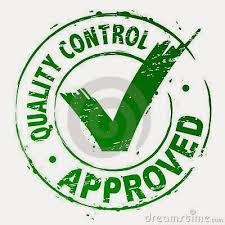 QUALITY CONTROL
APPROVED
dreamstime.com